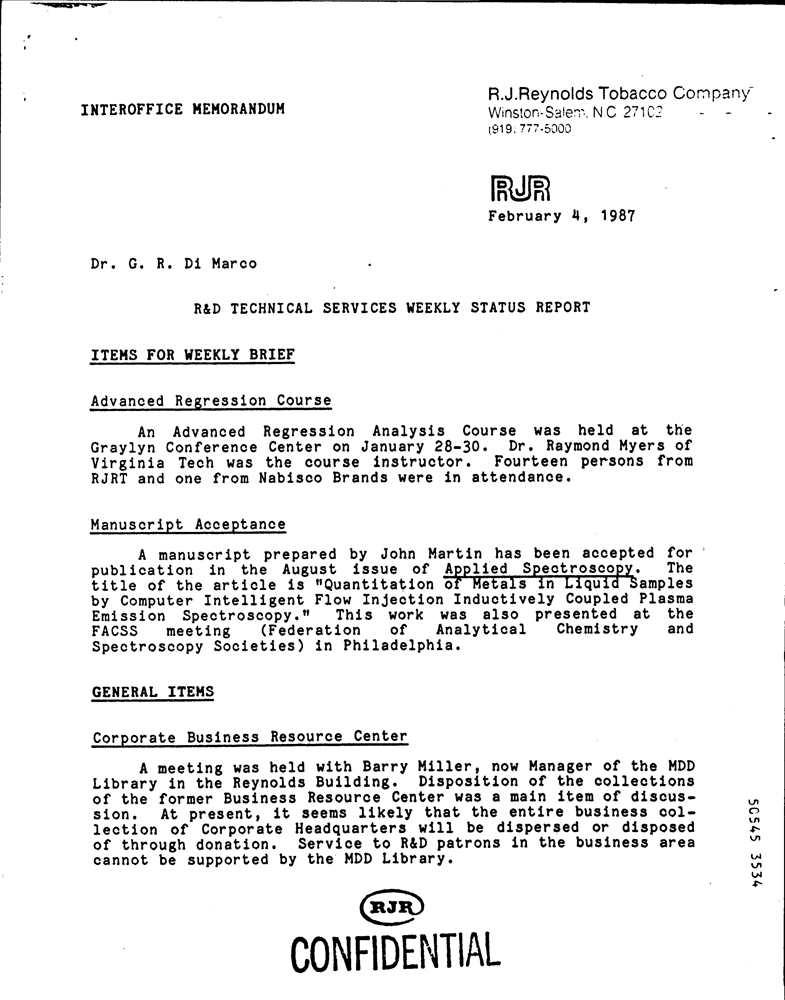 R.J.Reynolds Tobacco Company
INTEROFFICE MEMORANDUM
Winston-Salem, N C 27102
(919) 777-5000
RJR
February 4, 1987
Dr. G. R. Di Marco
R&D TECHNICAL SERVICES WEEKLY STATUS REPORT
ITEMS FOR WEEKLY BRIEF
Advanced Regression Course
An Advanced Regression Analysis Course was held at the
Graylyn Conference Center on January 28-30. Dr. Raymond Myers of
Virginia Tech was the course instructor. Fourteen persons from
RJRT and one from Nabisco Brands were in attendance.
Manuscript Acceptance
A manuscript prepared by John Martin has been accepted for
publication in the August issue of Applied Spectroscopy. The
title of the article is "Quantitation of Metals in Liquid Samples
by Computer Intelligent Flow Injection Inductively Coupled Plasma
Emission Spectroscopy." This work was also presented at the
FACSS meeting (Federation of Analytical Chemistry and
Spectroscopy Societies) in Philadelphia.
GENERAL ITEMS
Corporate Business Resource Center
A meeting was held with Barry Miller, now Manager of the MDD
Library in the Reynolds Building. Disposition of the collections
of the former Business Resource Center was a main item of discus-
sion. At present, it seems likely that the entire business col-
lection of Corporate Headquarters will be dispersed or disposed
of through donation. Service to R&D patrons in the business area
cannot be supported by the MDD Library.
50545 3534
RJR
CONFIDENTIAL